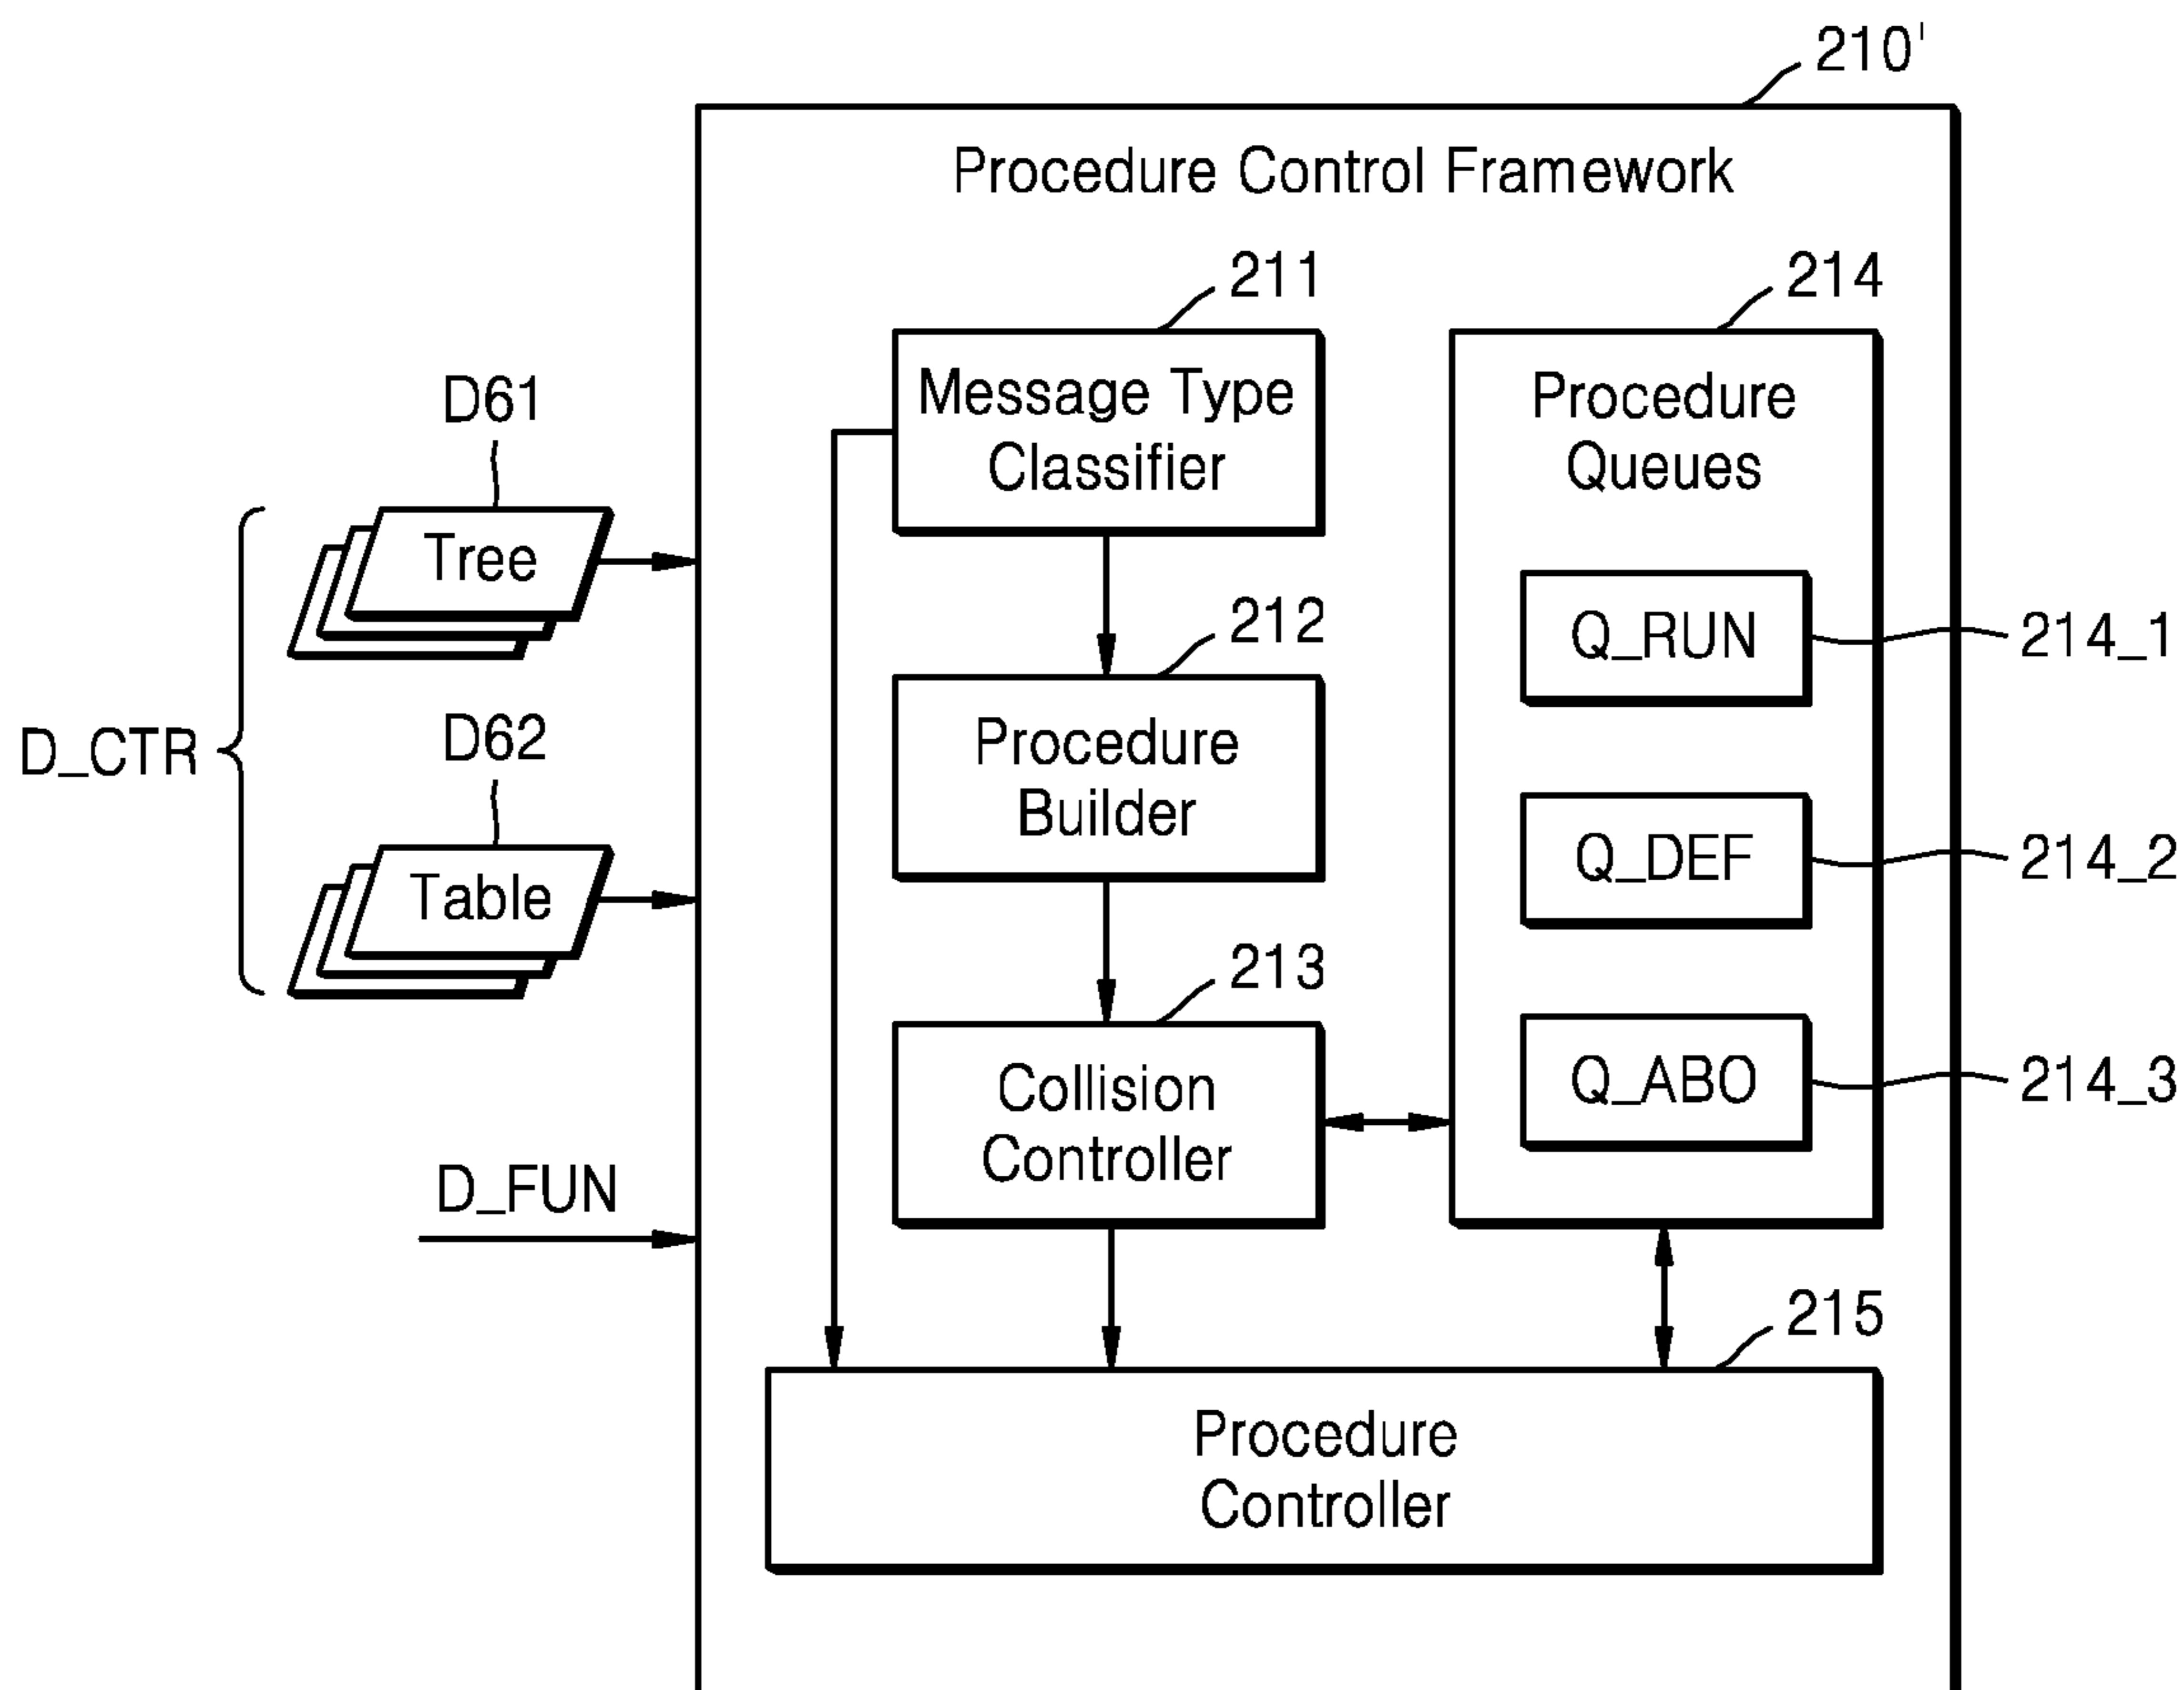 210'
Procedure Control Framework
211
214
Message Type
Classifier
Procedure
Queues
D61
Tree
212
Q_RUN
214_1
D_CTR
D62
Procedure
Builder
Table
Q_DEF
214_2
213
Collision
Controller
Q_ABO
214_3
D_FUN
215
Procedure
Controller